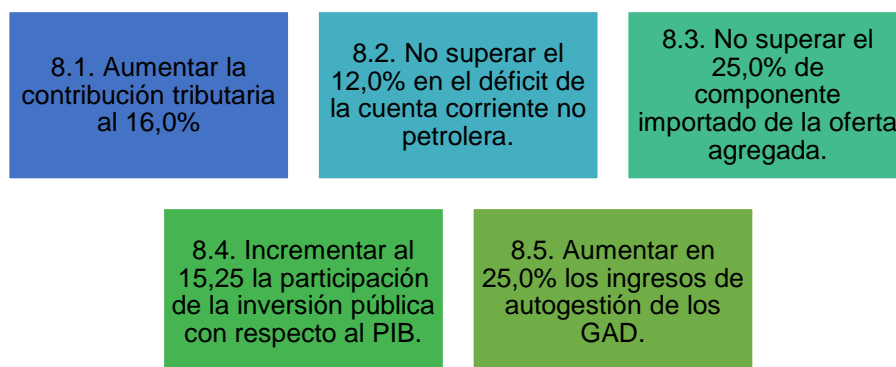 8.1. Aumentar la
contribución tributaria
al 16,0%
8.2. No superar el
12,0% en el déficit de
la cuenta corriente no
petrolera.
8.3. No superar el
25,0% de
componente
importado de la oferta
agregada.
8.4. Incrementar al
15,25 la participación
de la inversión pública
con respecto al PIB.
8.5. Aumentar en
25,0% los ingresos de
autogestión de los
GAD.